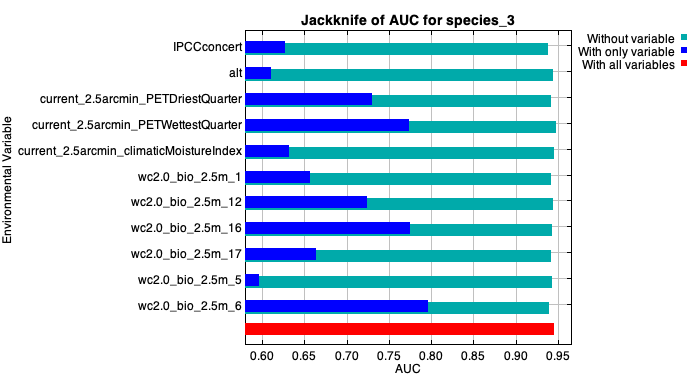 Jackknife of AUC for species_3
Without variable
With only variable
With all variables
Environmental Variable
IPCCconcert
alt
current_2.5arcmin_PETDriestQuarter
current_2.5arcmin_PETWettestQuarter
current_2.5arcmin_climaticMoistureIndex
wc2.0_bio_2.5m_1
wc2.0_bio_2.5m_12
wc2.0_bio_2.5m_16
wc2.0_bio_2.5m_17
wc2.0_bio_2.5m_5
wc2.0_bio_2.5m_6
0.60 0.65 0.70 0.75 0.80 0.85 0.90 0.95
AUC